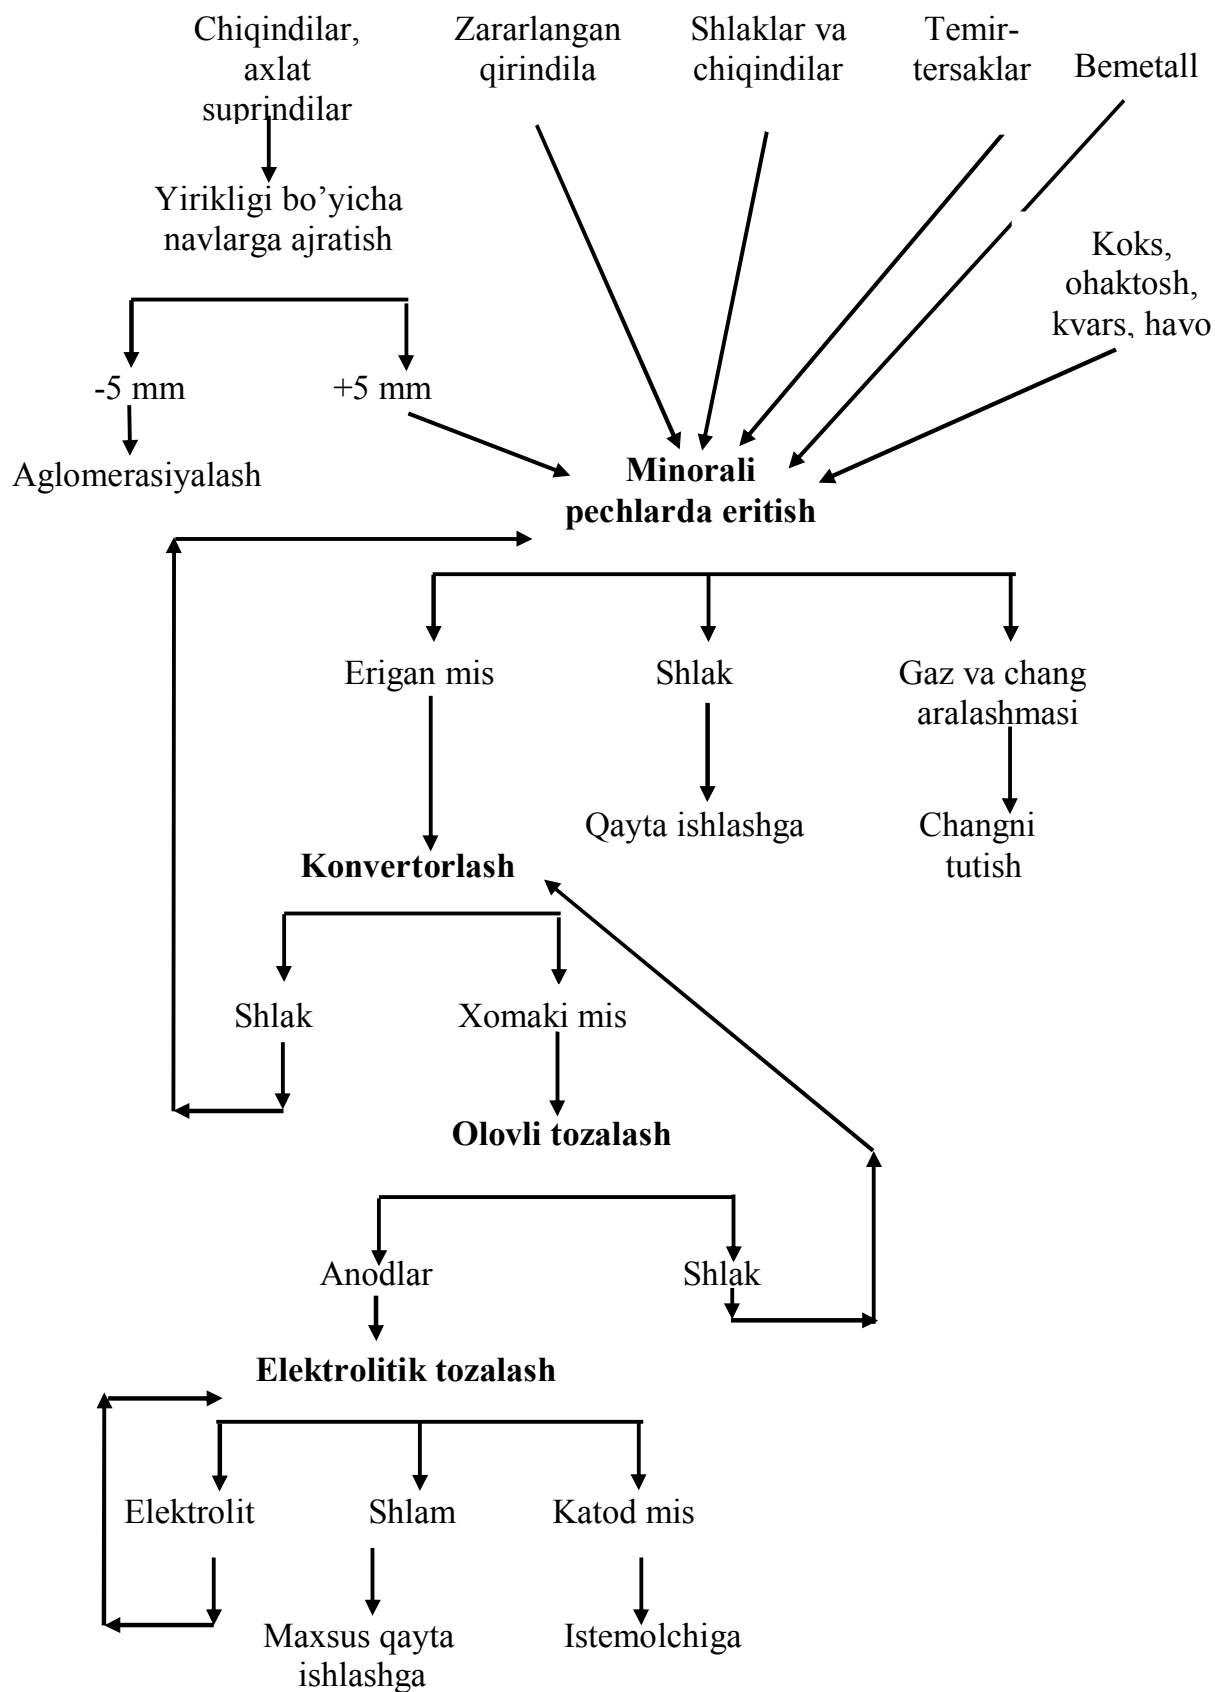 Chiqindilar,
axlat
suprindilar
Zararlangan
qirindila
Shlaklar va
chiqindilar
Temir-
tersaklar
Bemetall
Yirikligi bo’yicha
navlarga ajratish
Koks,
ohaktosh,
kvars, havo
-5 mm
+5 mm
Aglomerasiyalash
Minorali
pechlarda eritish
Erigan mis
Shlak
Gaz va chang
aralashmasi
Qayta ishlashga
Changni
tutish
Konvertorlash
Shlak
Xomaki mis
Olovli tozalash
Anodlar
Shlak
Elektrolitik tozalash
Elektrolit
Shlam
Katod mis
Maxsus qayta
ishlashga
Istemolchiga